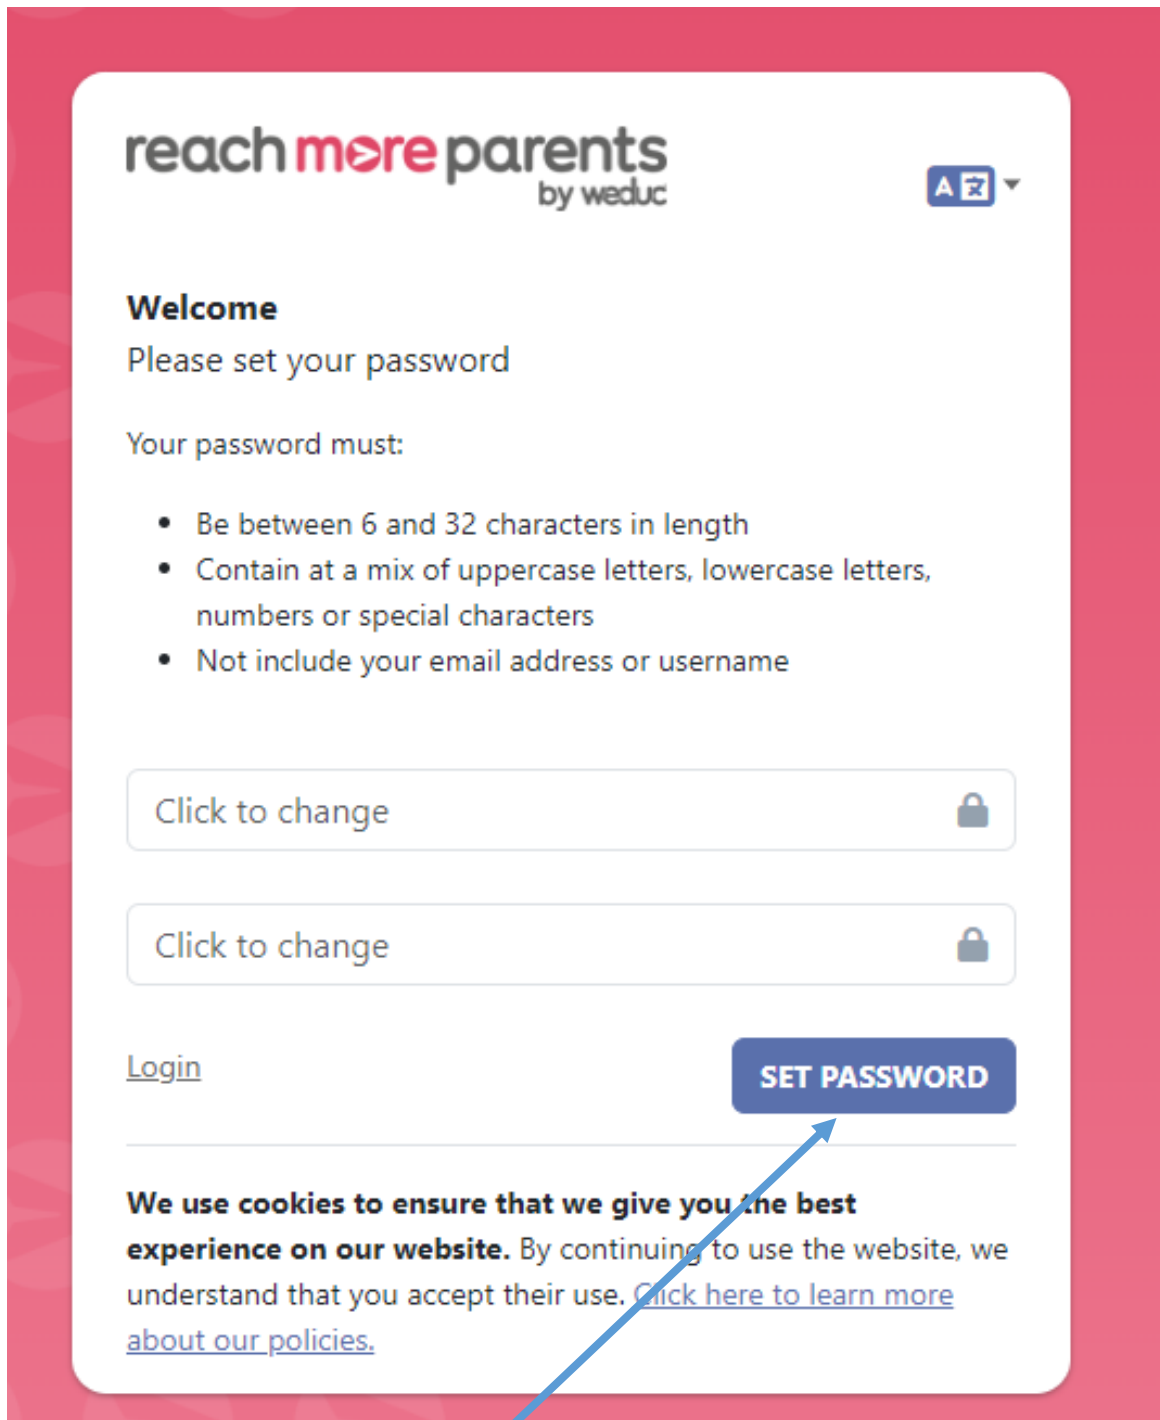 reach more parents
by weduc
A
Welcome
Please set your password
Your password must:
• Be between 6 and 32 characters in length
• Contain at a mix of uppercase letters, lowercase letters,
numbers or special characters
• Not include your email address or username
Click to change
Click to change
Login
SET PASSWORD
We use cookies to ensure that we give you the best
experience on our website. By continuing to use the website, we
understand that you accept their use. Click here to learn more
about our policies.